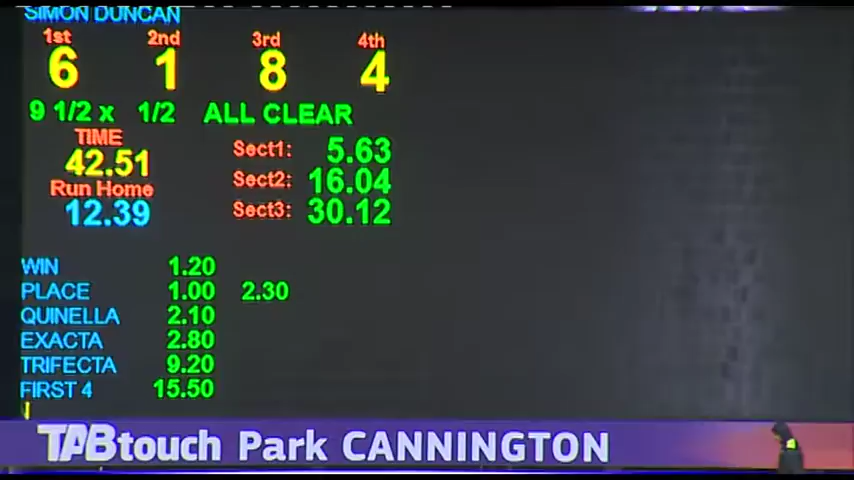 SIMON DUNCAN
1st 2nd 3rd 4th
6 1 8 4
9 1/2 x 1/2 ALL CLEAR
TIME
42.51
Run Home
12.39
Sect1: 5.63
Sect2: 16.04
Sect3: 30.12
WIN 1.20
PLACE 1.00 2.30
QUINELLA 2.10
EXACTA 2.80
TRIFECTA 9.20
FIRST 4 15.50
TABtouch Park CANNINGTON